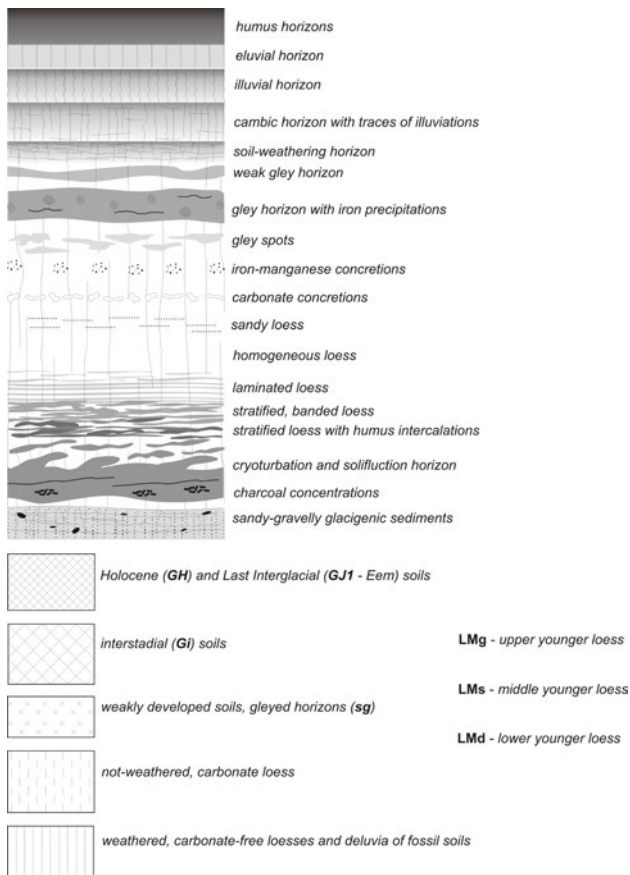 humus horizons
eluvial horizon
illuvial horizon
cambic horizon with traces of illuviations
soil-weathering horizon
weak gley horizon
gley horizon with iron precipitations
gley spots
iron-manganese concretions
carbonate concretions
sandy loess
homogeneous loess
laminated loess
stratified, banded loess
stratified loess with humus intercalations
cryoturbation and solifluction horizon
charcoal concentrations
sandy-gravelly glacigenic sediments
Holocene (GH) and Last Interglacial (GJ1 - Eem) soils
interstadial (Gi) soils
LMg - upper younger loess
LMs - middle younger loess
weakly developed soils, gleyed horizons (sg)
LMd - lower younger loess
not-weathered, carbonate loess
weathered, carbonate-free loesses and deluvia of fossil soils